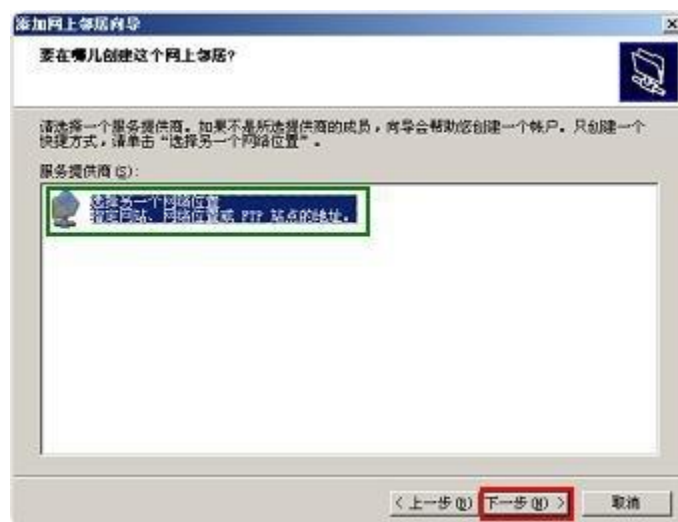 添加网上邻居向导
要在哪儿创建这个网上邻居?
请选择一个服务提供商。如果不是所选提供商的成员，向导会帮助您创建一个帐户。只创建一个
快捷方式，请单击“选择另一个网络位置”。
服务提供商(S):
选择另一个网络位置
指定网站、网络位置或 FTP 站点的地址。
< 上一步(B)
下一步(N) >
取消